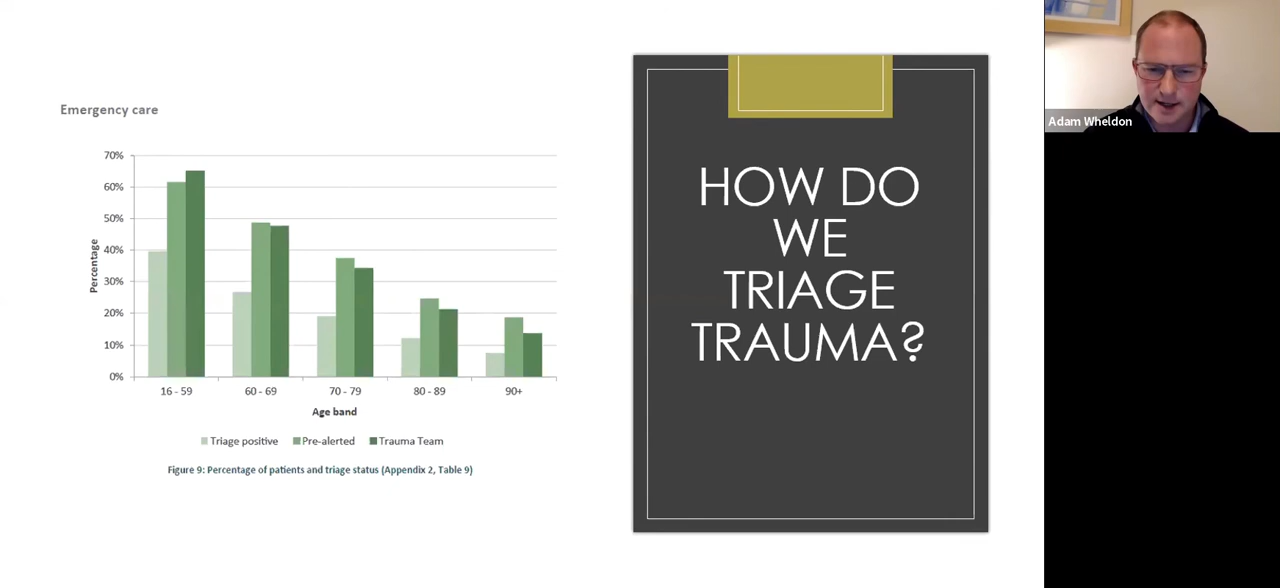 Emergency care
70%
60%
50%
40%
30%
20%
10%
0%
Percentage
16 - 59
60 - 69
70 - 79
80 - 89
90+
Age band
Triage positive
Pre-alerted
Trauma Team
Figure 9: Percentage of patients and triage status (Appendix 2, Table 9)
HOW DO
WE
TRIAGE
TRAUMA?
Adam Wheldon